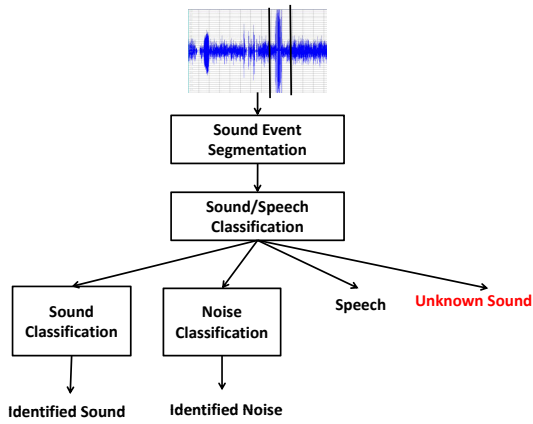 Sound Event
Segmentation
Sound/Speech
Classification
Sound
Classification
Noise
Classification
Speech
Unknown Sound
Identified Sound
Identified Noise